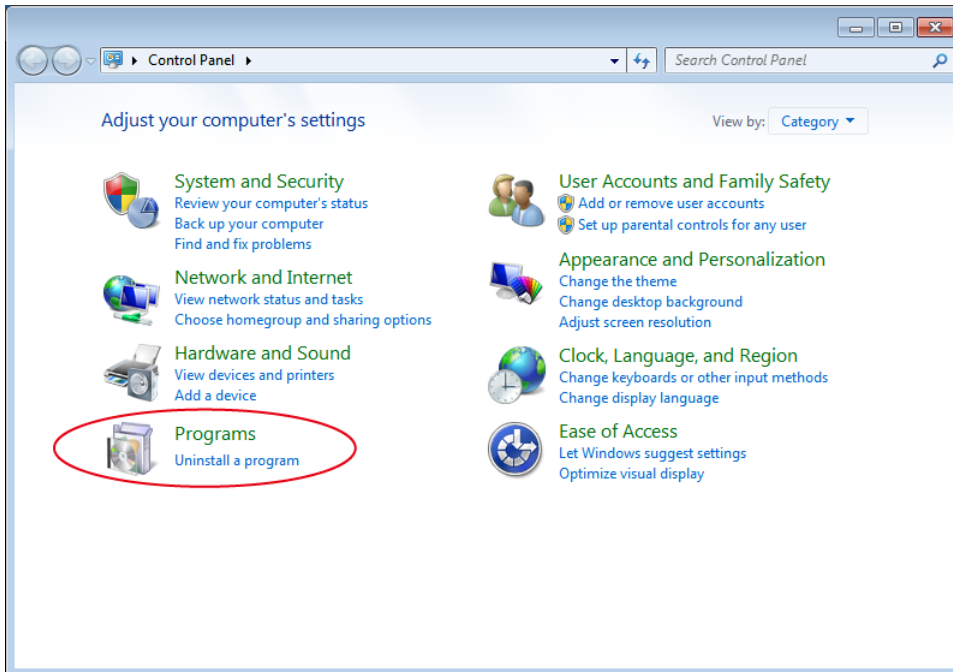 Control Panel
Search Control Panel
Adjust your computer's settings
View by: Category
System and Security
Review your computer's status
Back up your computer
Find and fix problems
Network and Internet
View network status and tasks
Choose homegroup and sharing options
Hardware and Sound
View devices and printers
Add a device
Programs
Uninstall a program
User Accounts and Family Safety
Add or remove user accounts
Set up parental controls for any user
Appearance and Personalization
Change the theme
Change desktop background
Adjust screen resolution
Clock, Language, and Region
Change keyboards or other input methods
Change display language
Ease of Access
Let Windows suggest settings
Optimize visual display